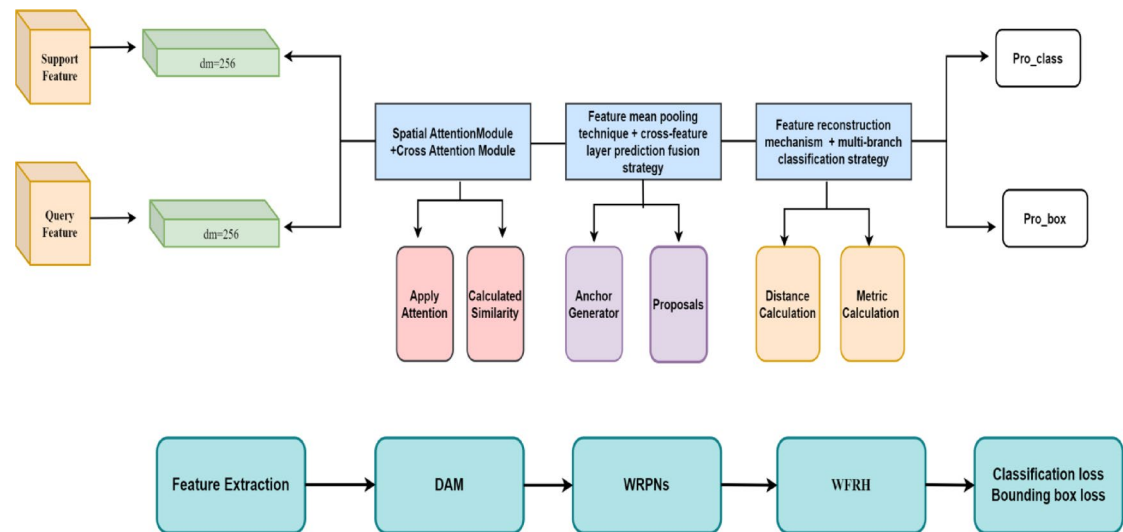 Support
Feature
dm=256
Pro_class
Spatial AttentionModule
+Cross Attention Module
Feature mean pooling
technique + cross-feature
layer prediction fusion
strategy
Feature reconstruction
mechanism + multi-branch
classification strategy
Query
Feature
dm=256
Pro_box
Apply
Attention
Calculated
Similarity
Anchor
Generator
Proposals
Distance
Calculation
Metric
Calculation
Feature Extraction
DAM
WRPNs
WFRH
Classification loss
Bounding box loss